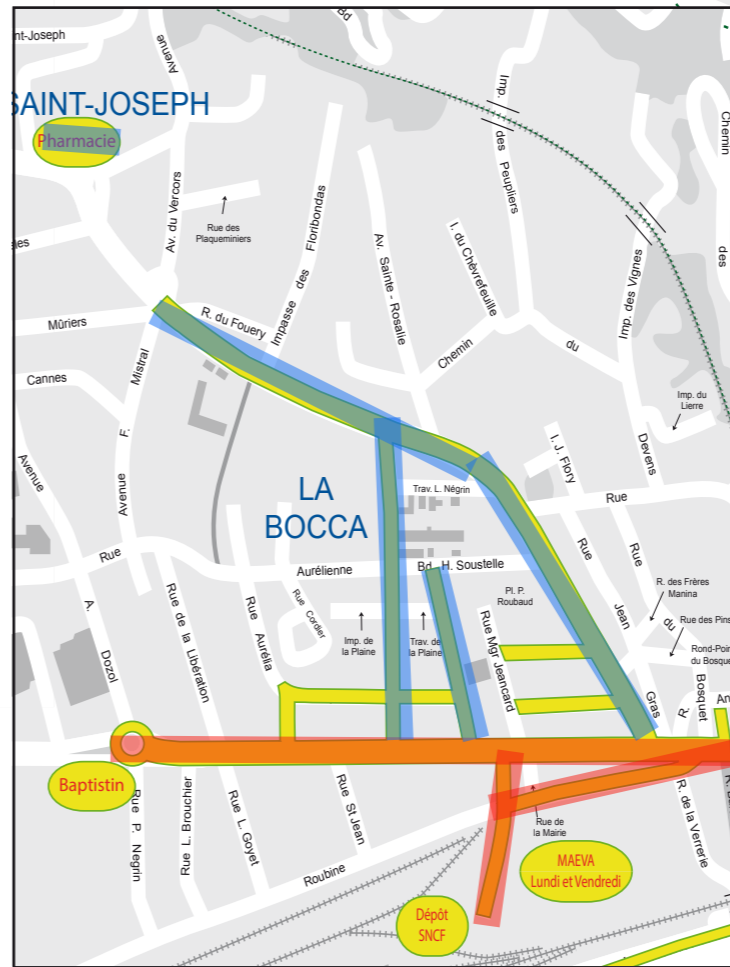 Bd
nt-Joseph
Avenue
Imp.
des
Peupliers
Chemin
des
SAINT-JOSEPH
Pharmacie
Av. du Vercors
Rue des
Plaqueminiers
Impasse des Floribondas
Av. Sainte - Rosalie
I. du Chèvrefeuille
Imp. des Vignes
Mûriers
R. du Fouery
Chemin
du
Devens
Cannes
Avenue F. Mistral
Imp. du
Lierre
I. J. Flory
Avenue
A. Dozol
LA
BOCCA
Trav. L. Négrin
Rue
Rue
Aurélienne
Bd. H. Soustelle
Rue
Jean
Gras
Rue
du
Bosquet
R. des Frères
Manina
Rue des Pins
Rond-Poin
du Bosque
Pl. P.
Roubaud
Rue de la Libération
Rue Aurélia
Rue Cordier
Imp. de
la Plaine
Trav. de
la Plaine
Rue Mgr Jeancard
R.
An
Baptistin
Rue P. Négrin
Rue L. Brouchier
Rue L. Goyet
Rue St Jean
Roubine
Rue de
la Mairie
R. de la Verrerie
MAEVA
Lundi et Vendredi
Dépôt
SNCF